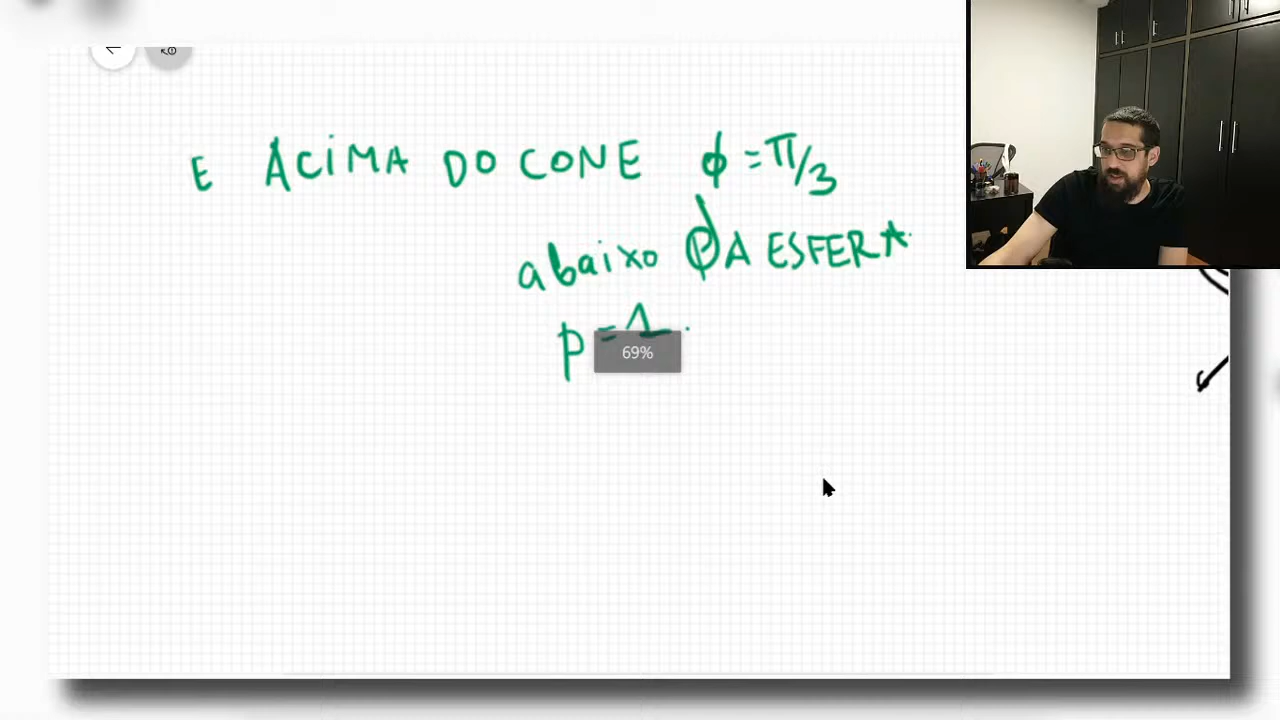 E ACIMA DO CONE ϕ = π/3
abaixo DA ESFERA.
ρ = 1.
69%